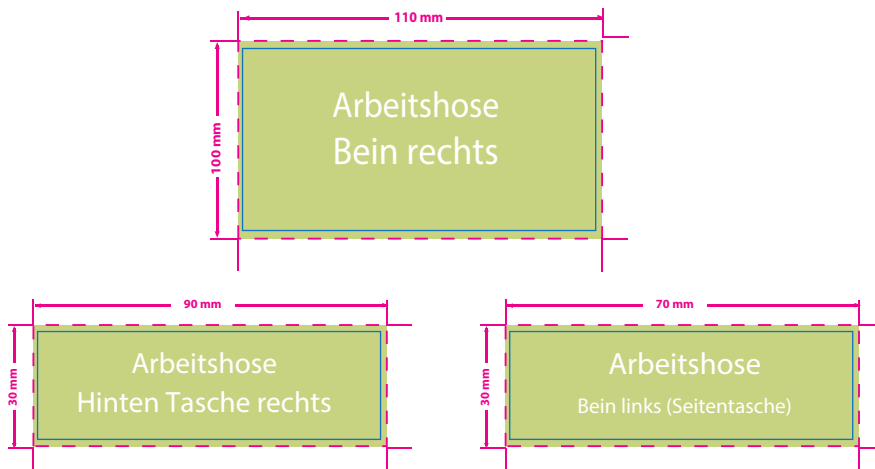 110 mm
100 mm
Arbeitshose
Bein rechts
90 mm
30 mm
Arbeitshose
Hinten Tasche rechts
70 mm
30 mm
Arbeitshose
Bein links (Seitentasche)